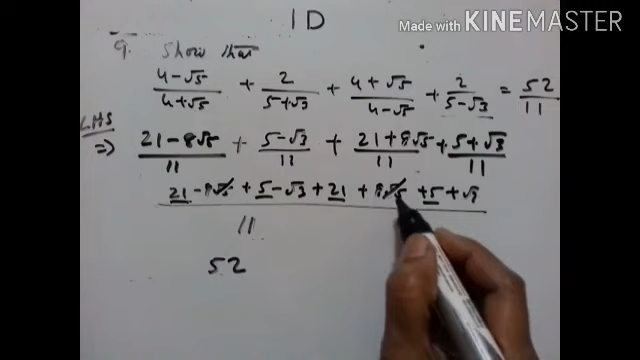 1D
Made with KINEMASTER
9. Show that
4-√5/4+√5 + 2/5+√3 + 4+√5/4-√5 + 2/5-√3 = 52/11
LHS
⇒ 21-8√5/11 + 5-√3/11 + 21+8√5/11 + 5+√3/11
21 - 8√5 + 5 - √3 + 21 + 8√5 + 5 + √3
11
52